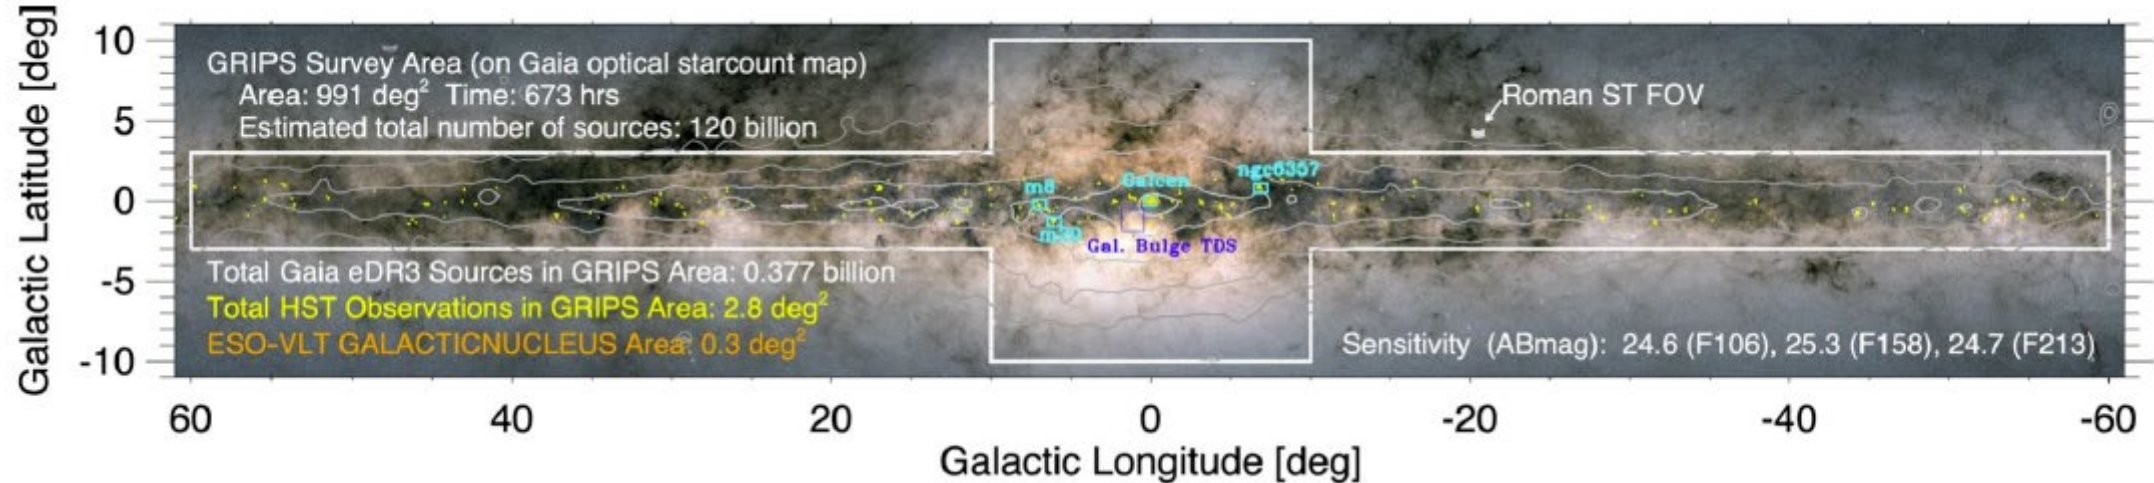 GRIPS Survey Area (on Gaia optical starcount map)
Area: 991 deg² Time: 673 hrs
Estimated total number of sources: 120 billion
Roman ST FOV
ngc6357
m8
Galcen
m20
Gal. Bulge TDS
Total Gaia eDR3 Sources in GRIPS Area: 0.377 billion
Total HST Observations in GRIPS Area: 2.8 deg²
ESO-VLT GALACTICNUCLEUS Area: 0.3 deg²
Sensitivity (ABmag): 24.6 (F106), 25.3 (F158), 24.7 (F213)
Galactic Latitude [deg]
10
5
0
-5
-10
60 40 20 0 -20 -40 -60
Galactic Longitude [deg]